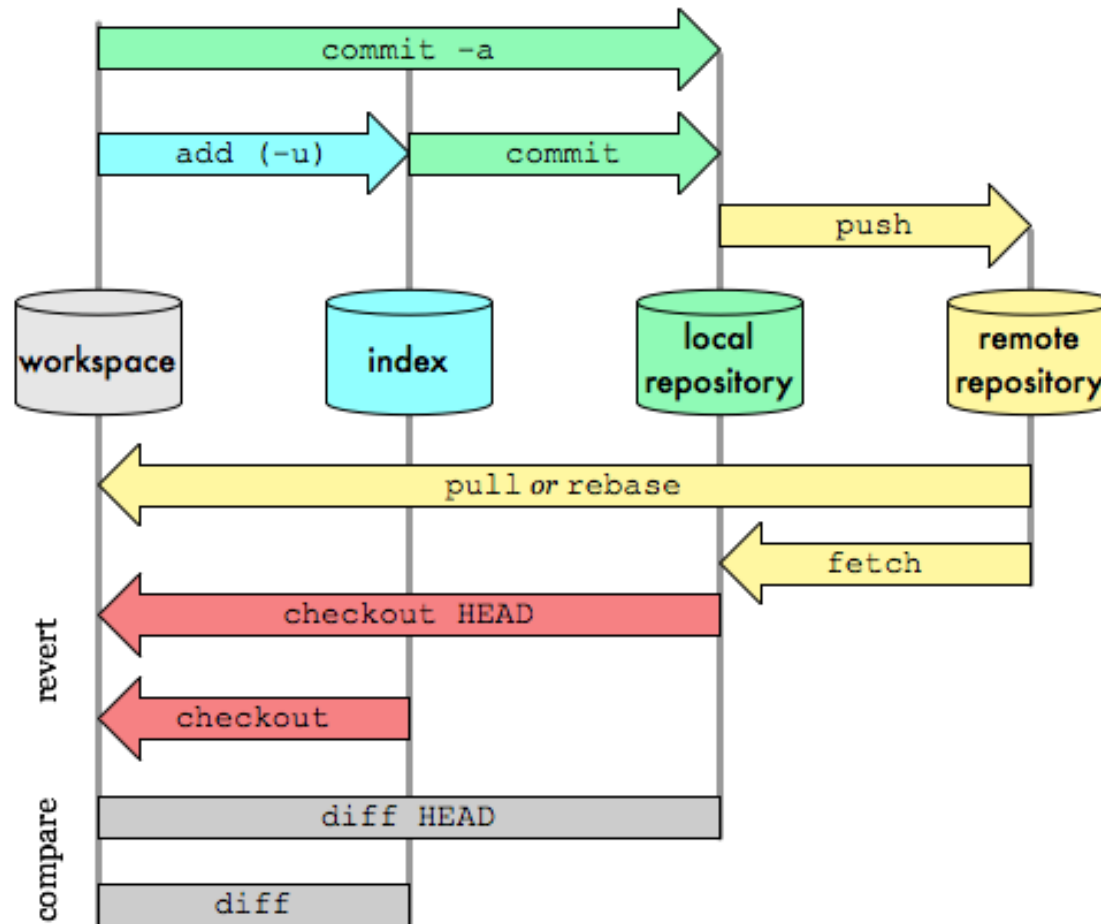 commit -a
add (-u)
commit
push
workspace
index
local
repository
remote
repository
pull or rebase
fetch
checkout HEAD
revert
checkout
diff HEAD
compare
diff